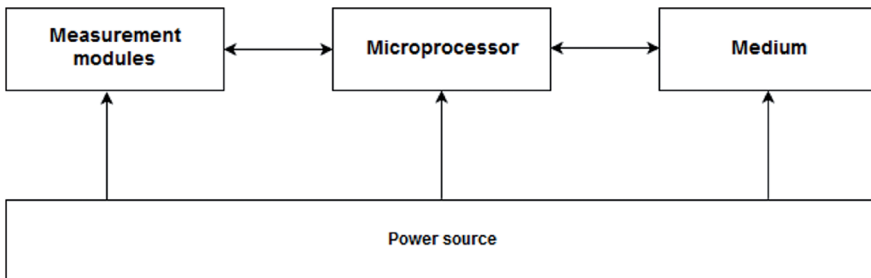 Measurement
modules
Microprocessor
Medium
Power source